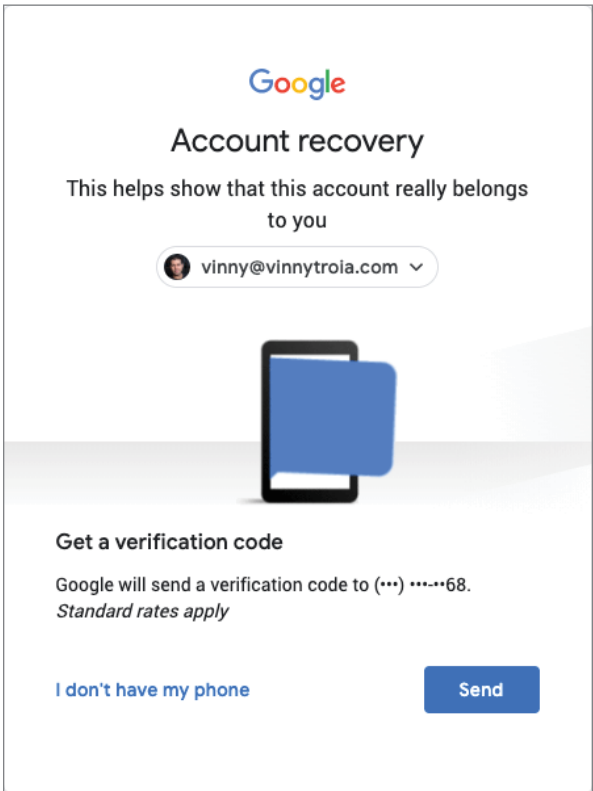 Google
Account recovery
This helps show that this account really belongs
to you
vinny@vinnytroia.com
Get a verification code
Google will send a verification code to (•••) •••-••68.
Standard rates apply
I don't have my phone
Send